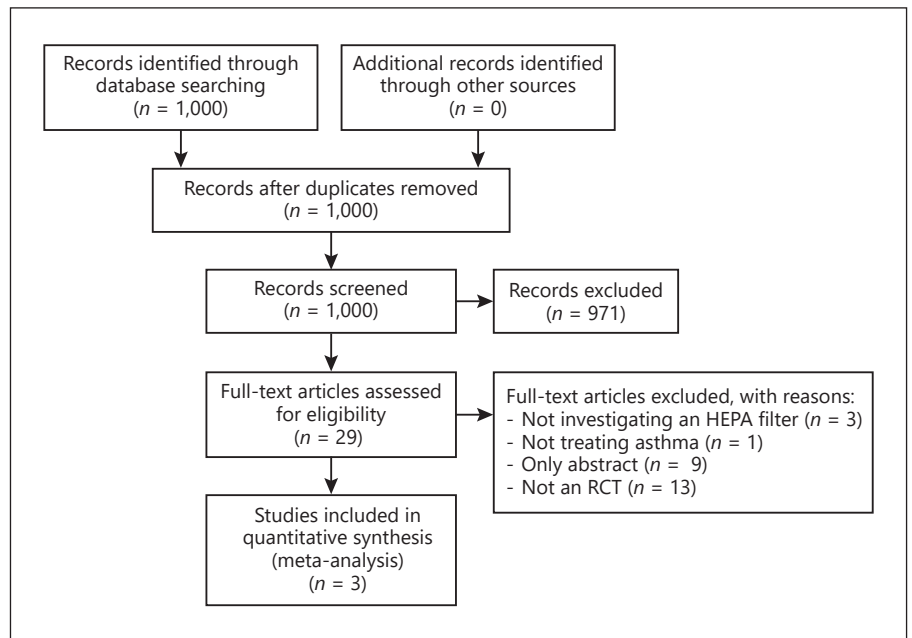 Records identified through
database searching
(n = 1,000)
Additional records identified
through other sources
(n = 0)
Records after duplicates removed
(n = 1,000)
Records screened
(n = 1,000)
Records excluded
(n = 971)
Full-text articles assessed
for eligibility
(n = 29)
Full-text articles excluded, with reasons:
- Not investigating an HEPA filter (n = 3)
- Not treating asthma (n = 1)
- Only abstract (n = 9)
- Not an RCT (n = 13)
Studies included in
quantitative synthesis
(meta-analysis)
(n = 3)